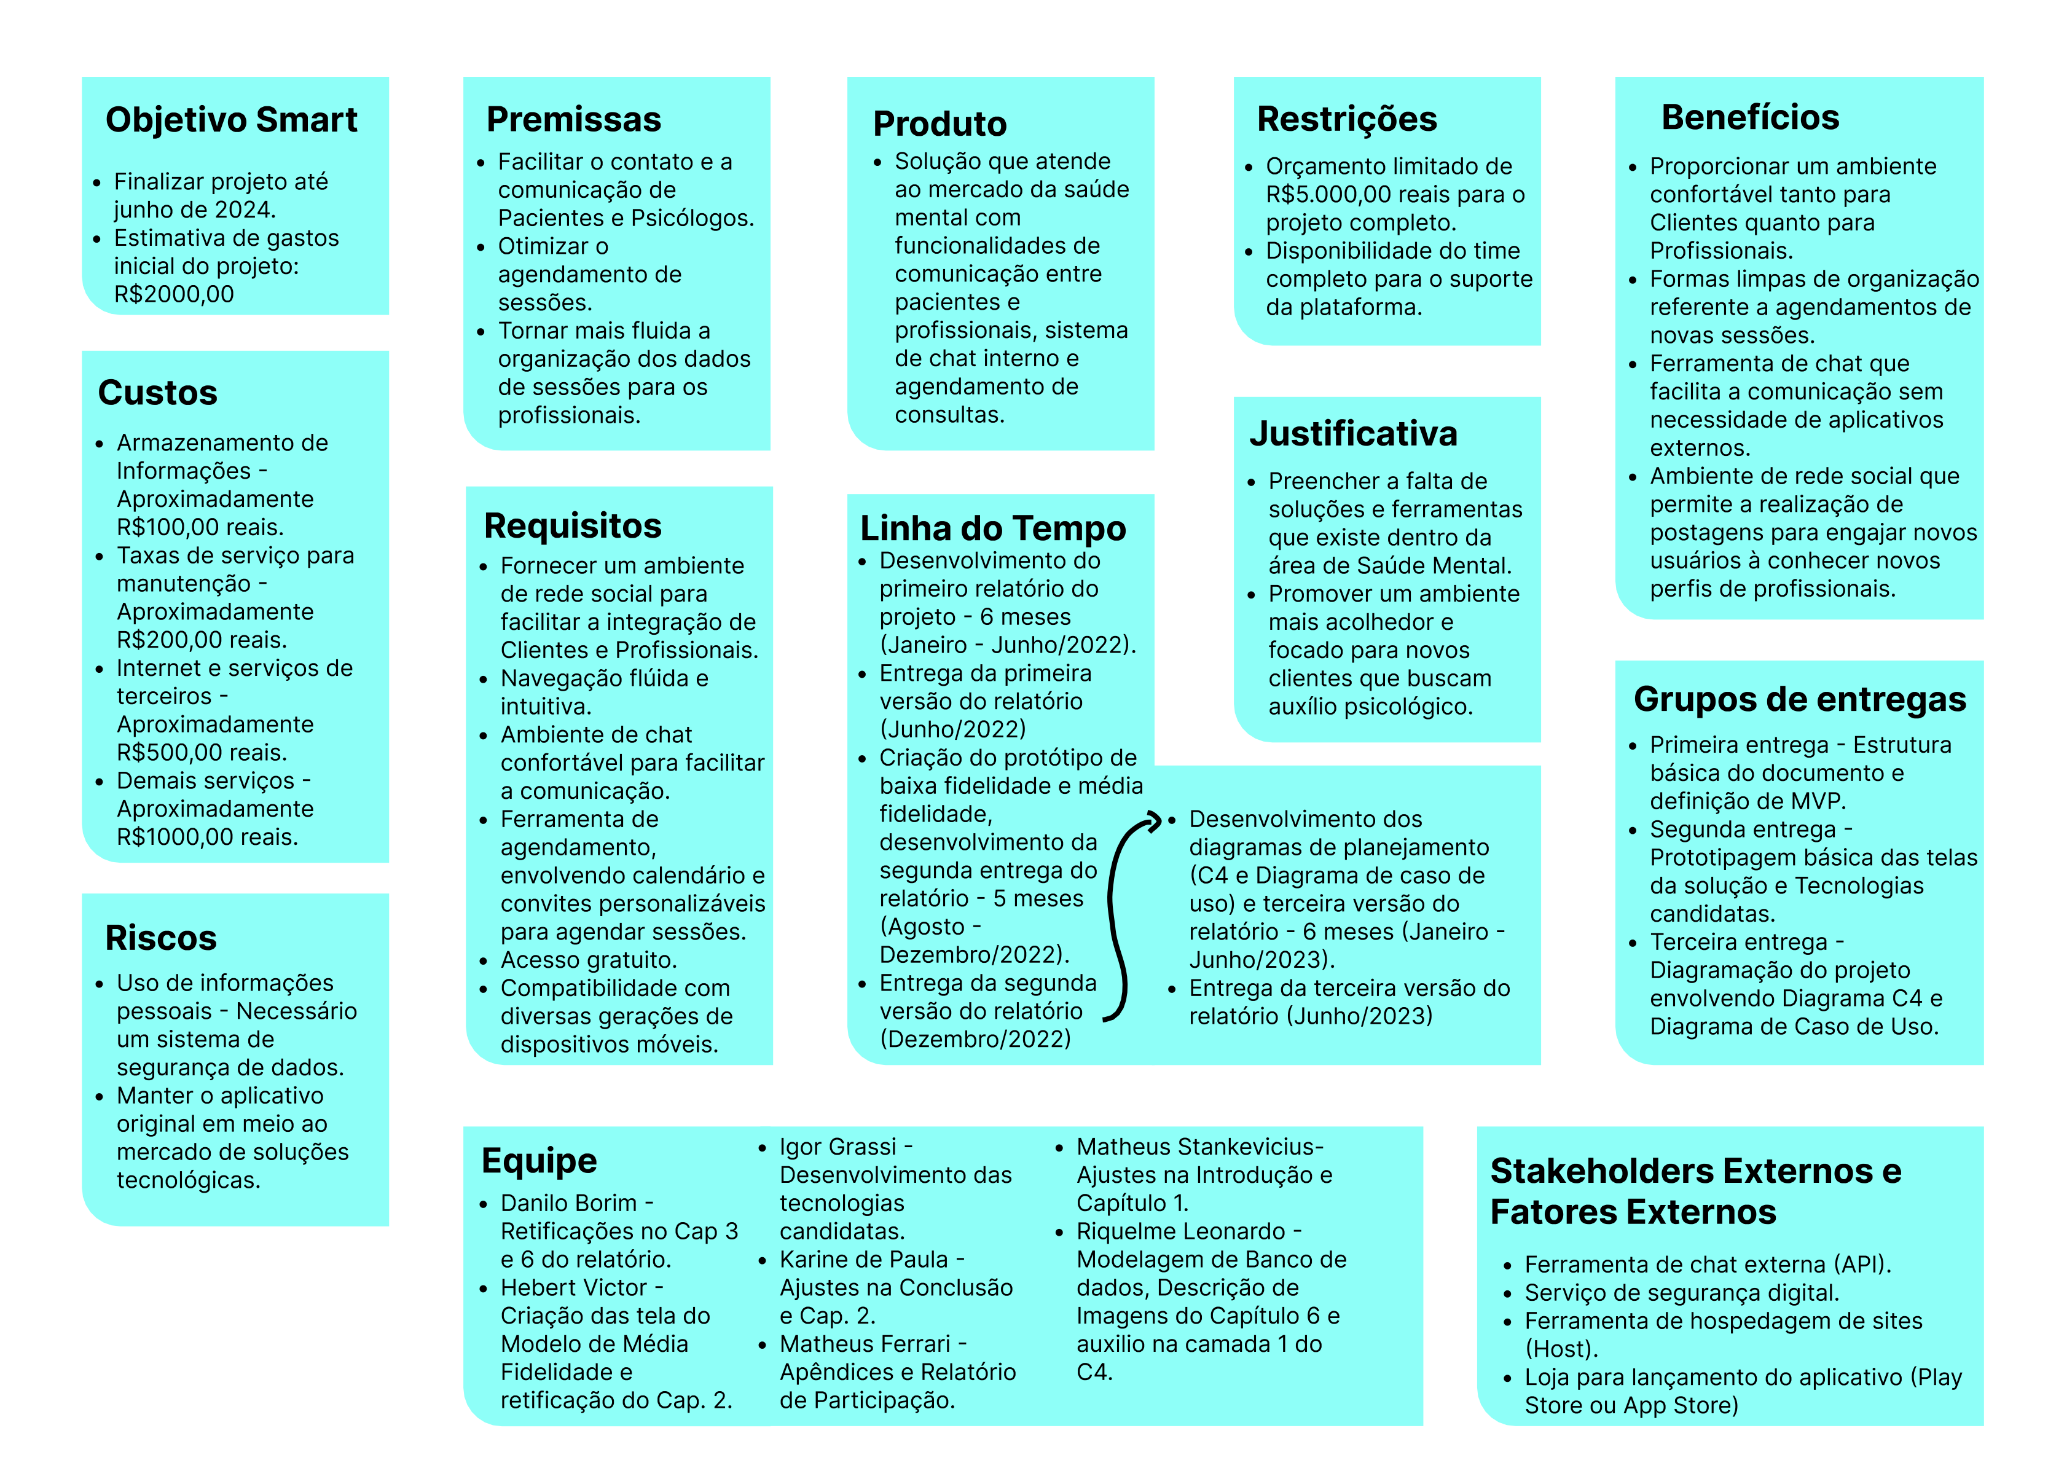 Objetivo Smart
• Finalizar projeto até
junho de 2024.
• Estimativa de gastos
inicial do projeto:
R$2000,00
Custos
• Armazenamento de
Informações -
Aproximadamente
R$100,00 reais.
• Taxas de serviço para
manutenção -
Aproximadamente
R$200,00 reais.
• Internet e serviços de
terceiros -
Aproximadamente
R$500,00 reais.
• Demais serviços -
Aproximadamente
R$1000,00 reais.
Riscos
• Uso de informações
pessoais - Necessário
um sistema de
segurança de dados.
• Manter o aplicativo
original em meio ao
mercado de soluções
tecnológicas.
Premissas
• Facilitar o contato e a
comunicação de
Pacientes e Psicólogos.
• Otimizar o
agendamento de
sessões.
• Tornar mais fluida a
organização dos dados
de sessões para os
profissionais.
Requisitos
• Fornecer um ambiente
de rede social para
facilitar a integração de
Clientes e Profissionais.
• Navegação flúida e
intuitiva.
• Ambiente de chat
confortável para facilitar
a comunicação.
• Ferramenta de
agendamento,
envolvendo calendário e
convites personalizáveis
para agendar sessões.
• Acesso gratuito.
• Compatibilidade com
diversas gerações de
dispositivos móveis.
Produto
• Solução que atende
ao mercado da saúde
mental com
funcionalidades de
comunicação entre
pacientes e
profissionais, sistema
de chat interno e
agendamento de
consultas.
Linha do Tempo
• Desenvolvimento do
primeiro relatório do
projeto - 6 meses
(Janeiro - Junho/2022).
• Entrega da primeira
versão do relatório
(Junho/2022)
• Criação do protótipo de
baixa fidelidade e média
fidelidade,
desenvolvimento da
segunda entrega do
relatório - 5 meses
(Agosto -
Dezembro/2022).
• Entrega da segunda
versão do relatório
(Dezembro/2022)
• Desenvolvimento dos
diagramas de planejamento
(C4 e Diagrama de caso de
uso) e terceira versão do
relatório - 6 meses (Janeiro -
Junho/2023).
• Entrega da terceira versão do
relatório (Junho/2023)
Restrições
• Orçamento limitado de
R$5.000,00 reais para o
projeto completo.
• Disponibilidade do time
completo para o suporte
da plataforma.
Justificativa
• Preencher a falta de
soluções e ferramentas
que existe dentro da
área de Saúde Mental.
• Promover um ambiente
mais acolhedor e
focado para novos
clientes que buscam
auxílio psicológico.
Benefícios
• Proporcionar um ambiente
confortável tanto para
Clientes quanto para
Profissionais.
• Formas limpas de organização
referente a agendamentos de
novas sessões.
• Ferramenta de chat que
facilita a comunicação sem
necessidade de aplicativos
externos.
• Ambiente de rede social que
permite a realização de
postagens para engajar novos
usuários à conhecer novos
perfis de profissionais.
Grupos de entregas
• Primeira entrega - Estrutura
básica do documento e
definição de MVP.
• Segunda entrega -
Prototipagem básica das telas
da solução e Tecnologias
candidatas.
• Terceira entrega -
Diagramação do projeto
envolvendo Diagrama C4 e
Diagrama de Caso de Uso.
Equipe
• Danilo Borim -
Retificações no Cap 3
e 6 do relatório.
• Hebert Victor -
Criação das tela do
Modelo de Média
Fidelidade e
retificação do Cap. 2.
• Igor Grassi -
Desenvolvimento das
tecnologias
candidatas.
• Karine de Paula -
Ajustes na Conclusão
e Cap. 2.
• Matheus Ferrari -
Apêndices e Relatório
de Participação.
• Matheus Stankevicius-
Ajustes na Introdução e
Capítulo 1.
• Riquelme Leonardo -
Modelagem de Banco de
dados, Descrição de
Imagens do Capítulo 6 e
auxilio na camada 1 do
C4.
Stakeholders Externos e
Fatores Externos
• Ferramenta de chat externa (API).
• Serviço de segurança digital.
• Ferramenta de hospedagem de sites
(Host).
• Loja para lançamento do aplicativo (Play
Store ou App Store)